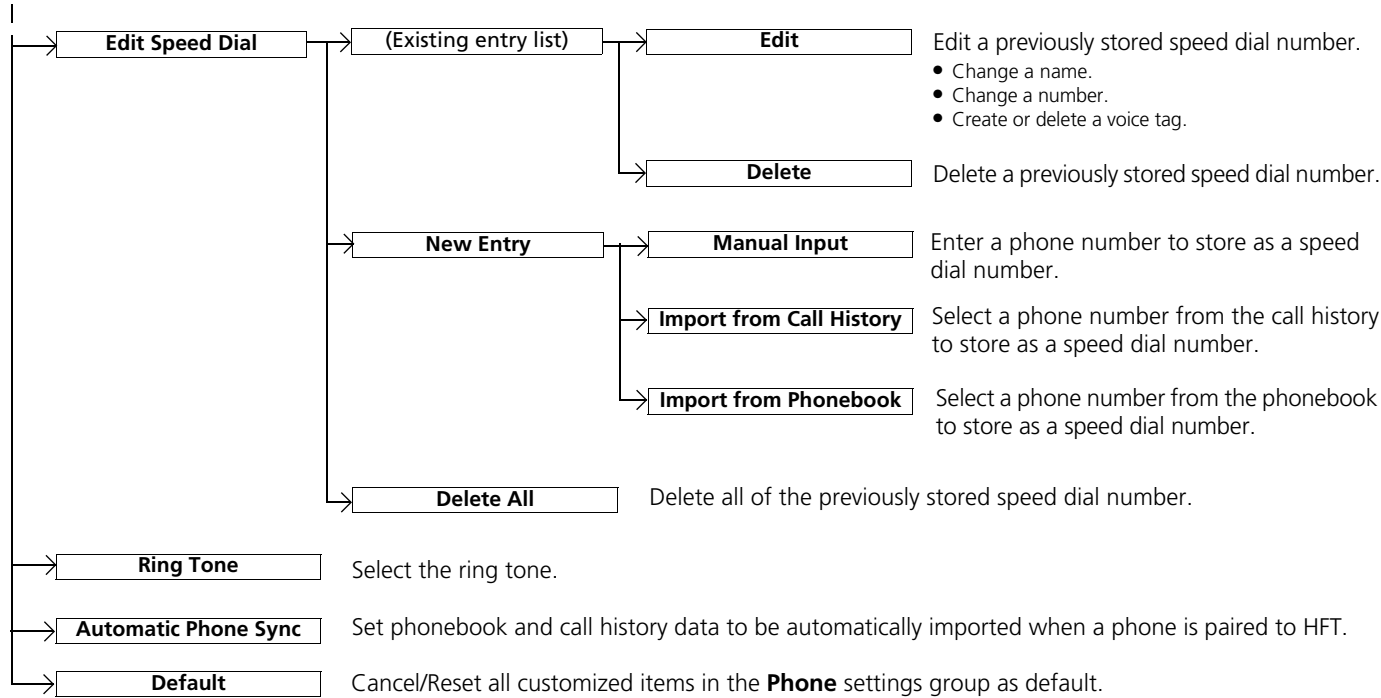 Edit Speed Dial
(Existing entry list)
Edit
Edit a previously stored speed dial number.
● Change a name.
● Change a number.
● Create or delete a voice tag.
Delete
Delete a previously stored speed dial number.
New Entry
Manual Input
Enter a phone number to store as a speed
dial number.
Import from Call History
Select a phone number from the call history
to store as a speed dial number.
Import from Phonebook
Select a phone number from the phonebook
to store as a speed dial number.
Delete All
Delete all of the previously stored speed dial number.
Ring Tone
Select the ring tone.
Automatic Phone Sync
Set phonebook and call history data to be automatically imported when a phone is paired to HFT.
Default
Cancel/Reset all customized items in the Phone settings group as default.